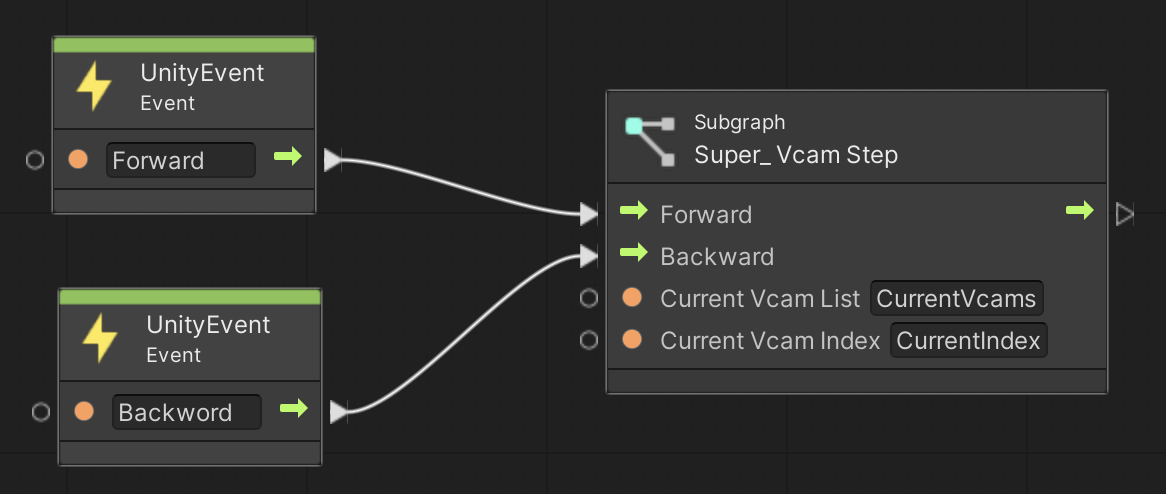 UnityEvent
Event
Forward
UnityEvent
Event
Backword
Subgraph
Super_ Vcam Step
Forward
Backward
Current Vcam List CurrentVcams
Current Vcam Index CurrentIndex